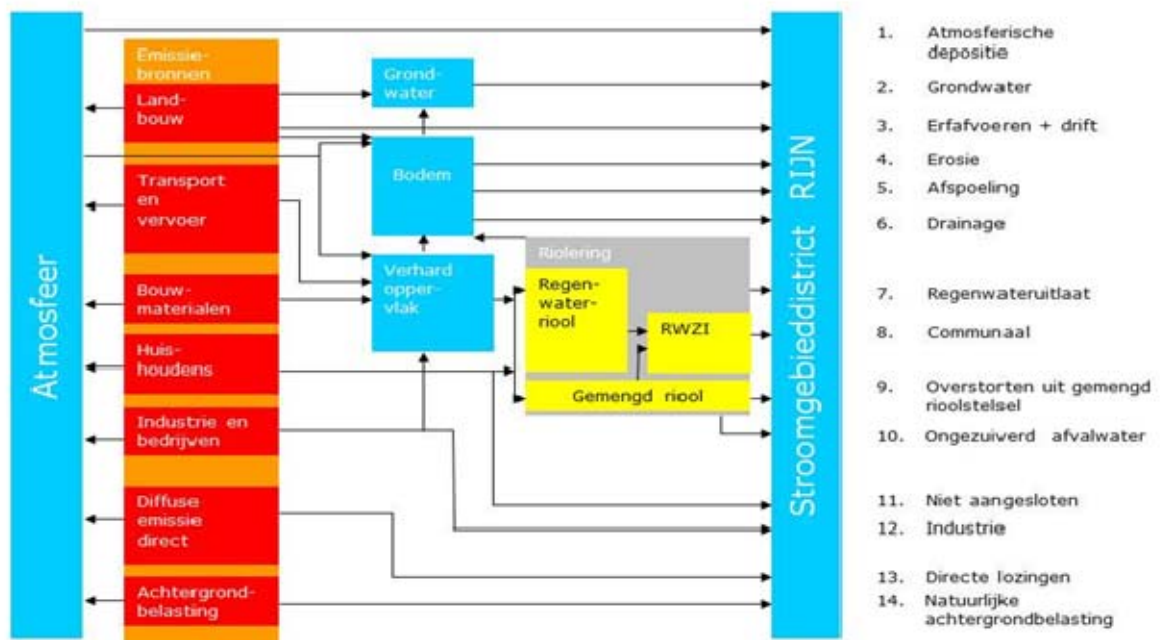 Atmosfeer
Emissie-
bronnen
Land-
bouw
Transport
en
vervoer
Bouw-
materialen
Huis-
houdens
Industrie en
bedrijven
Diffuse
emissie
direct
Achtergrond-
belasting
Grond-
water
Bodem
Verhard
opper-
vlak
Riolering
Regen-
water-
riool
RWZI
Gemengd riool
Stroomgebieddistrict RIJN
1. Atmosferische
depositie
2. Grondwater
3. Erfafvoeren + drift
4. Erosie
5. Afspoeling
6. Drainage
7. Regenwateruitlaat
8. Communaal
9. Overstorten uit gemengd
rioolstelsel
10. Ongezuiverd afvalwater
11. Niet aangesloten
12. Industrie
13. Directe lozingen
14. Natuurlijke
achtergrondbelasting